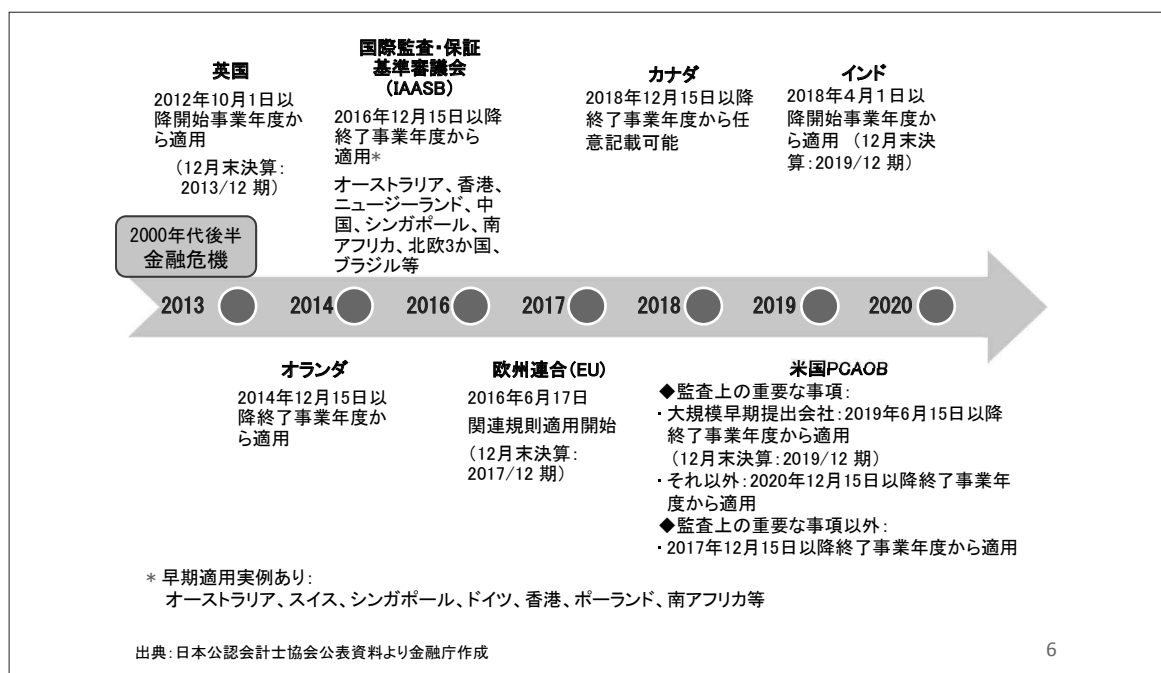 英国
2012年10月1日以
降開始事業年度か
ら適用
(12月末決算:
2013/12 期)
国際監査・保証
基準審議会
(IAASB)
2016年12月15日以降
終了事業年度から
適用*
オーストラリア、香港、
ニュージーランド、中
国、シンガポール、南
アフリカ、北欧3か国、
ブラジル等
カナダ
2018年12月15日以降
終了事業年度から任
意記載可能
インド
2018年4月1日以
降開始事業年度か
ら適用 (12月末決
算:2019/12 期)
2000年代後半
金融危機
2013 2014 2016 2017 2018 2019 2020
オランダ
2014年12月15日以
降終了事業年度か
ら適用
欧州連合(EU)
2016年6月17日
関連規則適用開始
(12月末決算:
2017/12 期)
米国PCAOB
◆監査上の重要な事項:
・大規模早期提出会社:2019年6月15日以降
終了事業年度から適用
(12月末決算:2019/12 期)
・それ以外:2020年12月15日以降終了事業年
度から適用
◆監査上の重要な事項以外:
・2017年12月15日以降終了事業年度から適用
* 早期適用実例あり:
オーストラリア、スイス、シンガポール、ドイツ、香港、ポーランド、南アフリカ等
出典:日本公認会計士協会公表資料より金融庁作成
6